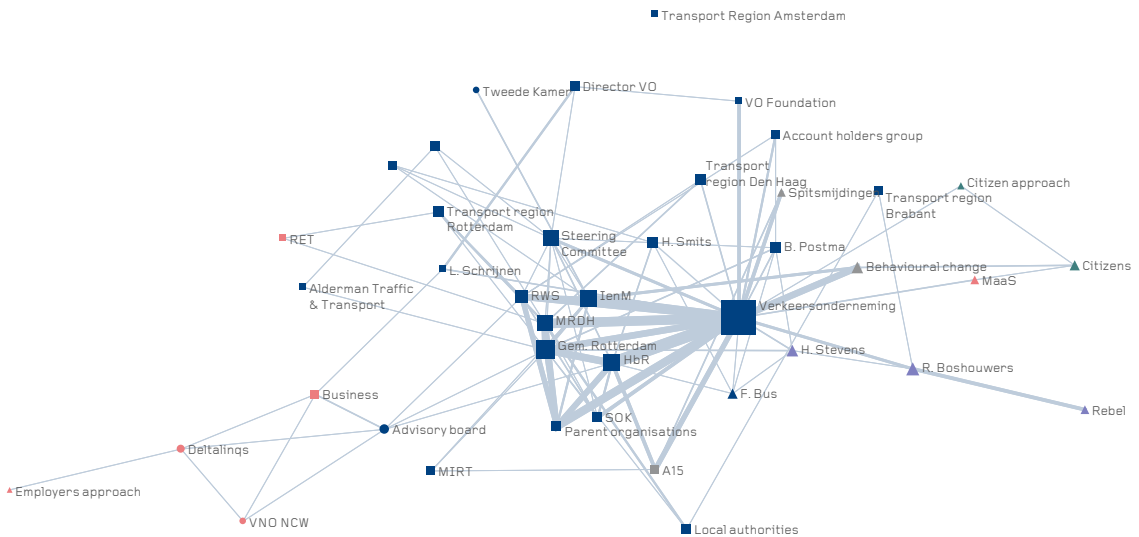 Transport Region Amsterdam
Tweede Kamer
Director VO
VO Foundation
Account holders group
Transport
region Den Haag
Spitsmijdingen
Transport region
Brabant
Citizen approach
Transport region
Rotterdam
RET
Steering
Committee
H. Smits
B. Postma
L. Schrijnen
Behavioural change
Citizens
MaaS
Alderman Traffic
& Transport
RWS
IenM
Verkeersonderneming
MRDH
Gem. Rotterdam
HbR
H. Stevens
R. Boshouwers
Business
F. Bus
Rebel
SOK
Advisory board
Parent organisations
Deltalinqs
MIRT
A15
Employers approach
VNO NCW
Local authorities